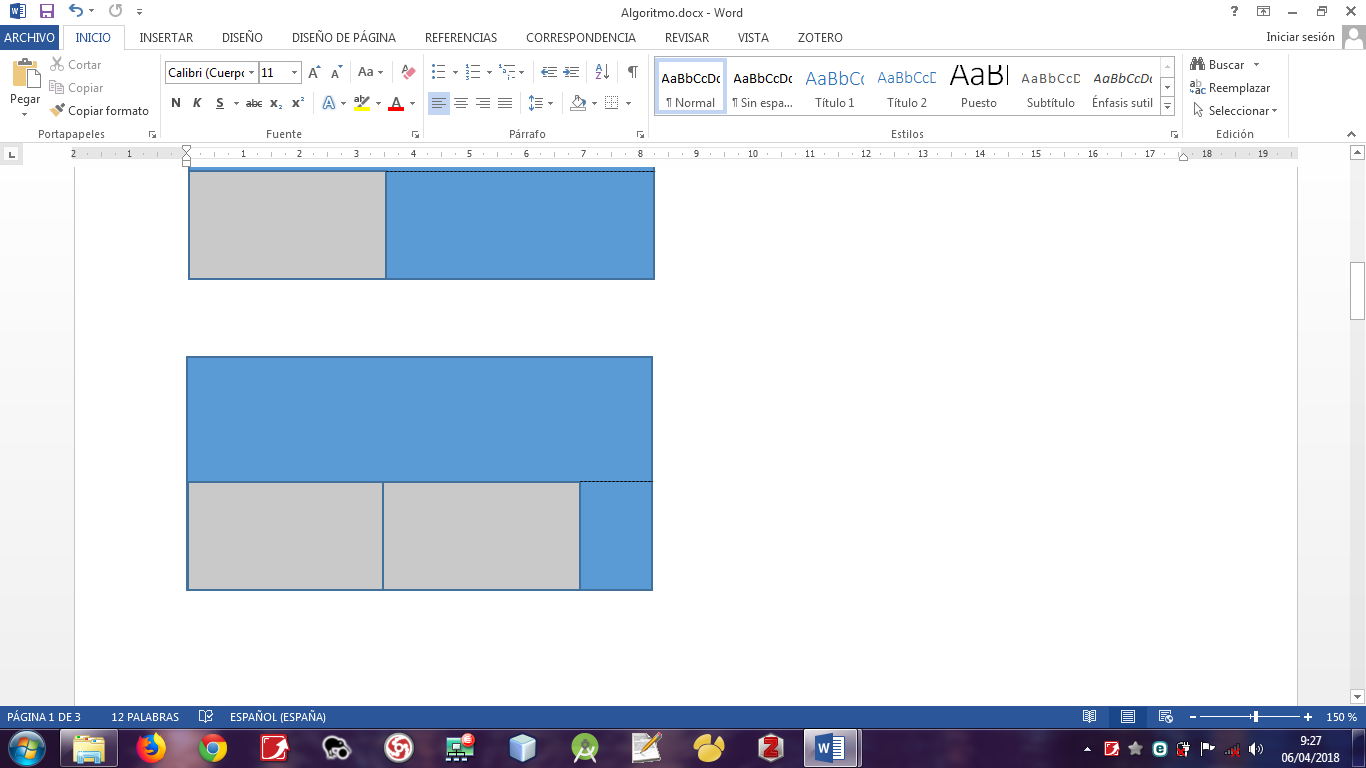 Algoritmo.docx - Word
?
ARCHIVO INICIO INSERTAR DISEÑO DISEÑO DE PÁGINA REFERENCIAS CORRESPONDENCIA REVISAR VISTA ZOTERO Iniciar sesión
Pegar
Cortar
Copiar
Copiar formato
Portapapeles
Calibri (Cuerpo 11 Aa
N K S abc x₂ x² A ab A
Fuente
Párrafo
AaBbCcDc AaBbCcDc AaBbCc AaBbCcD AaB AaBbCcD AaBbCcDc
¶ Normal ¶ Sin espa... Título 1 Título 2 Puesto Subtítulo Énfasis sutil
Estilos
Buscar
Reemplazar
Seleccionar
Edición
2 1 1 2 3 4 5 6 7 8 9 10 11 12 13 14 15 16 17 18 19
PÁGINA 1 DE 3 12 PALABRAS ESPAÑOL (ESPAÑA) 150 %
9:27
06/04/2018